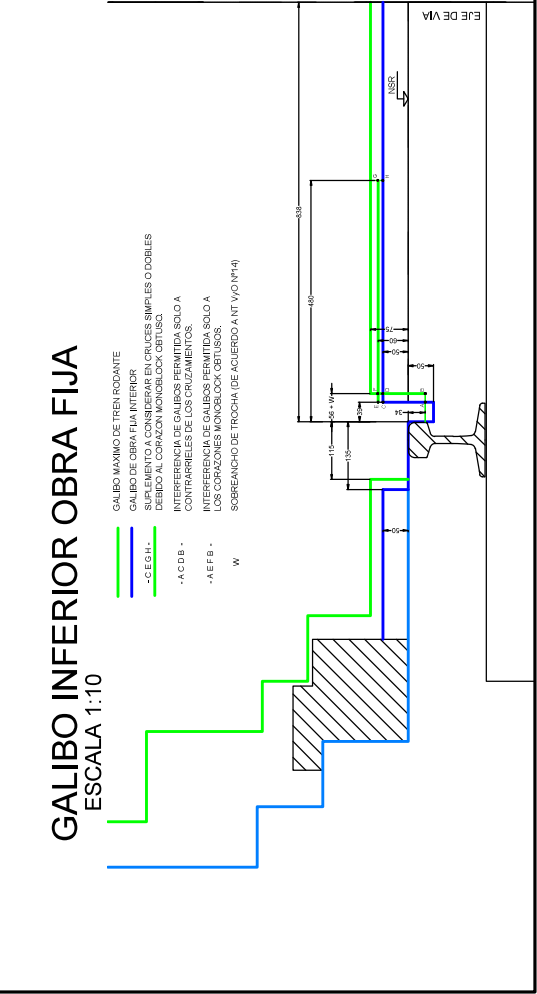 GALIBO INFERIOR OBRA FIJA
ESCALA 1:10
GALIBO MAXIMO DE TREN RODANTE
GALIBO DE OBRA FIJA INTERIOR
- C E G H -
SUPLEMENTO A CONSIDERAR EN CRUCES SIMPLES O DOBLES
DEBIDO AL CORAZON MONOBLOCK OBTUSO.
- A C D B -
INTERFERENCIA DE GALIBOS PERMITIDA SOLO A
CONTRARRIELES DE LOS CRUZAMIENTOS.
- A E F B -
INTERFERENCIA DE GALIBOS PERMITIDA SOLO A
LOS CORAZONES MONOBLOCK OBTUSOS.
W
SOBREANCHO DE TROCHA (DE ACUERDO A NT VyO Nº14)
838
480
56 + W
39
115
135
50
34
75
60
50
50
E
F
C
D
B
G
H
NSR
EJE DE VIA